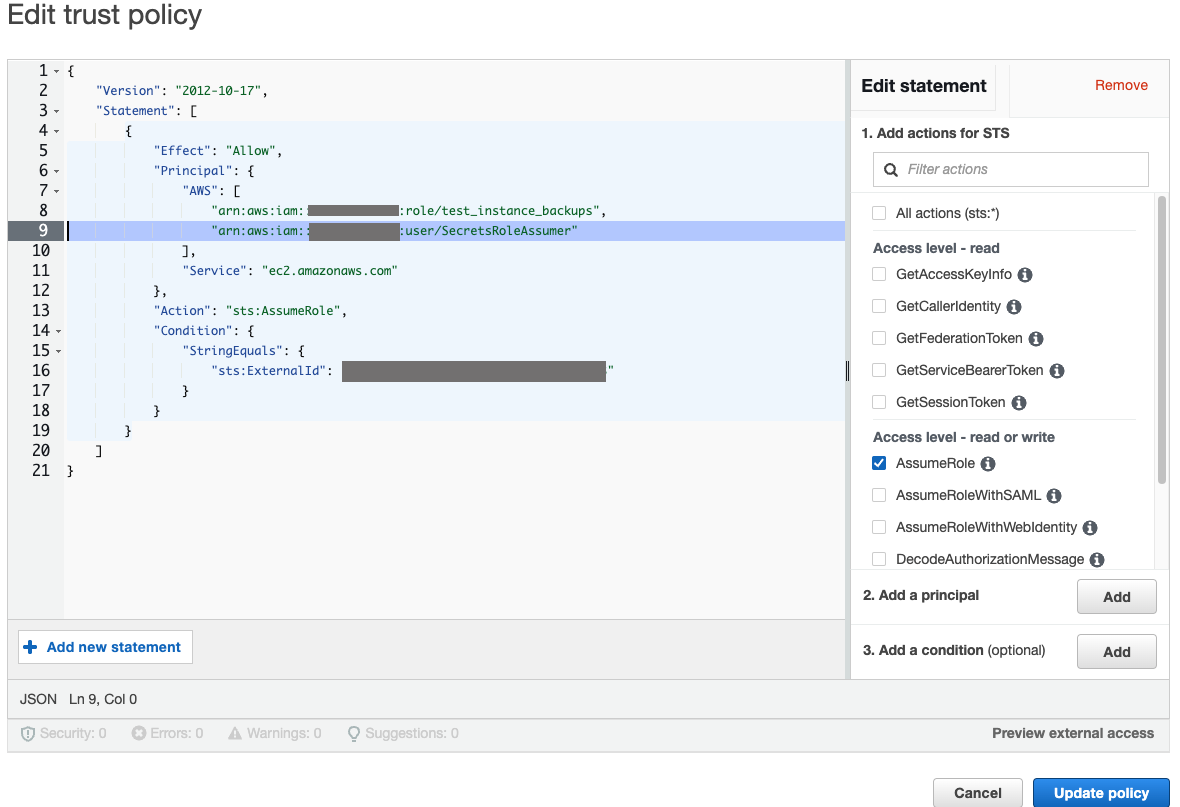 Edit trust policy
1 {
2 "Version": "2012-10-17",
3 "Statement": [
4 {
5 "Effect": "Allow",
6 "Principal": {
7 "AWS": [
8 "arn:aws:iam: :role/test_instance_backups",
9 "arn:aws:iam:: :user/SecretsRoleAssumer"
10 ],
11 "Service": "ec2.amazonaws.com"
12 },
13 "Action": "sts:AssumeRole",
14 "Condition": {
15 "StringEquals": {
16 "sts:ExternalId": "
17 }
18 }
19 }
20 ]
21 }
Add new statement
JSON Ln 9, Col 0
Security: 0 Errors: 0 Warnings: 0 Suggestions: 0
Edit statement
Remove
1. Add actions for STS
Filter actions
All actions (sts:*)
Access level - read
GetAccessKeyInfo
GetCallerIdentity
GetFederationToken
GetServiceBearerToken
GetSessionToken
Access level - read or write
AssumeRole
AssumeRoleWithSAML
AssumeRoleWithWebIdentity
DecodeAuthorizationMessage
2. Add a principal
Add
3. Add a condition (optional)
Add
Preview external access
Cancel
Update policy